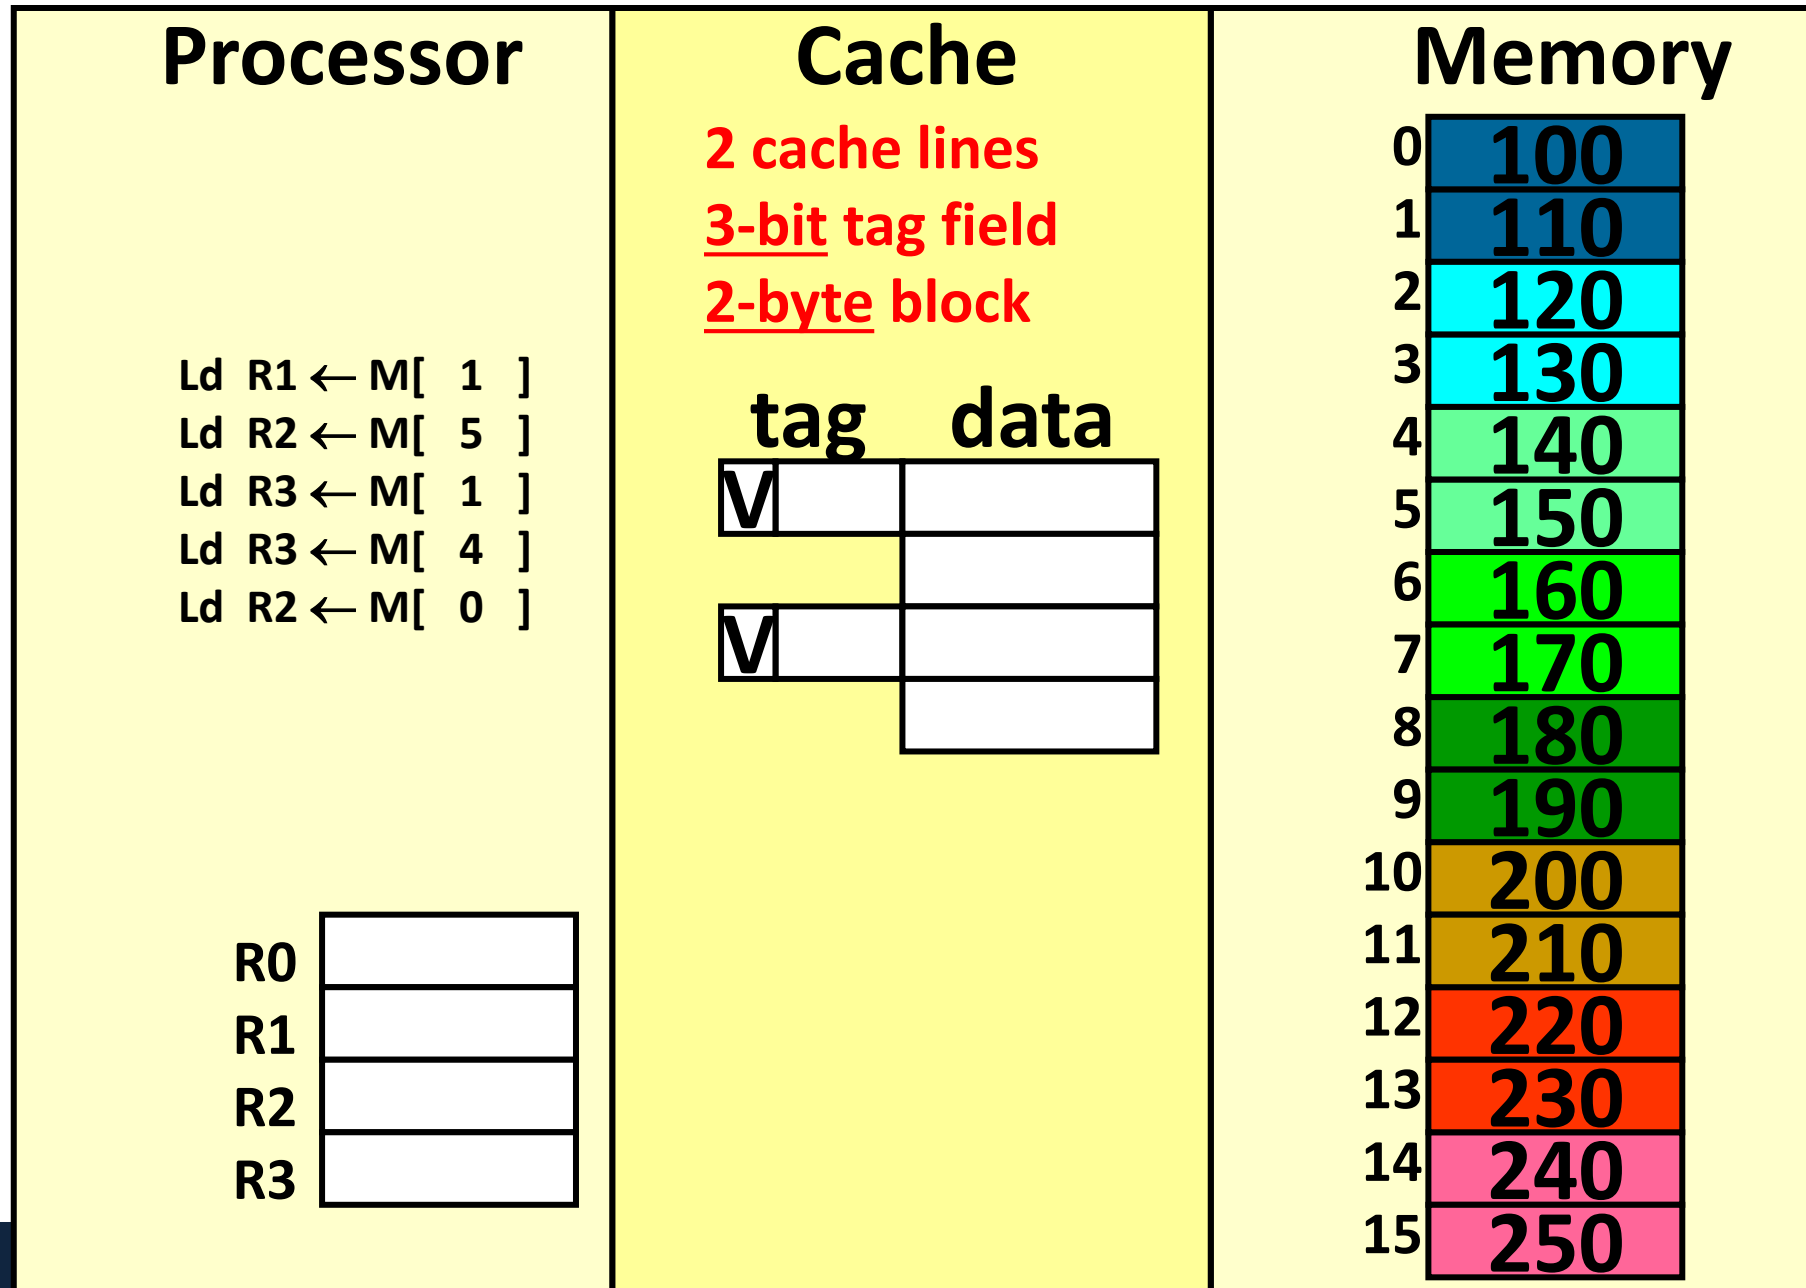 Processor
Cache
Memory
2 cache lines
3-bit tag field
2-byte block
Ld R1 ← M[ 1 ]
Ld R2 ← M[ 5 ]
Ld R3 ← M[ 1 ]
Ld R3 ← M[ 4 ]
Ld R2 ← M[ 0 ]
tag data
V
V
R0
R1
R2
R3
0 100
1 110
2 120
3 130
4 140
5 150
6 160
7 170
8 180
9 190
10 200
11 210
12 220
13 230
14 240
15 250